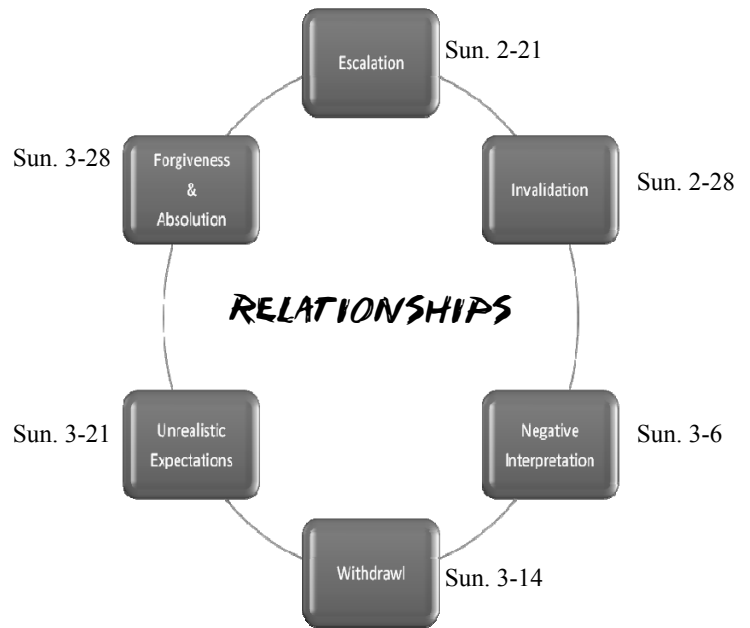 Escalation
Sun. 2-21
Invalidation
Sun. 2-28
Negative
Interpretation
Sun. 3-6
Withdrawl
Sun. 3-14
Unrealistic
Expectations
Sun. 3-21
Forgiveness
&
Absolution
Sun. 3-28
RELATIONSHIPS